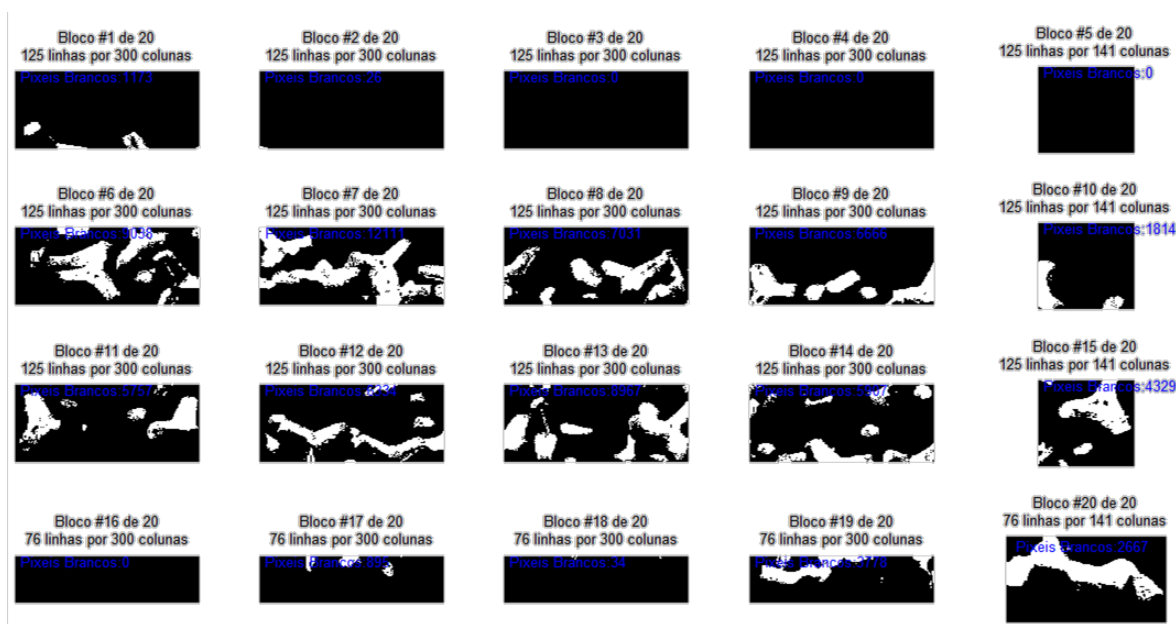 Bloco #1 de 20
125 linhas por 300 colunas
Pixeis Brancos:1173
Bloco #2 de 20
125 linhas por 300 colunas
Pixeis Brancos:26
Bloco #3 de 20
125 linhas por 300 colunas
Pixeis Brancos:0
Bloco #4 de 20
125 linhas por 300 colunas
Pixeis Brancos:0
Bloco #5 de 20
125 linhas por 141 colunas
Pixeis Brancos:0
Bloco #6 de 20
125 linhas por 300 colunas
Pixeis Brancos:
Bloco #7 de 20
125 linhas por 300 colunas
Pixeis Brancos:12111
Bloco #8 de 20
125 linhas por 300 colunas
Pixeis Brancos:7031
Bloco #9 de 20
125 linhas por 300 colunas
Pixeis Brancos:
Bloco #10 de 20
125 linhas por 141 colunas
Pixeis Brancos:1814
Bloco #11 de 20
125 linhas por 300 colunas
Pixeis Brancos:5757
Bloco #12 de 20
125 linhas por 300 colunas
Pixeis Brancos:
Bloco #13 de 20
125 linhas por 300 colunas
Pixeis Brancos:8967
Bloco #14 de 20
125 linhas por 300 colunas
Pixeis Brancos:
Bloco #15 de 20
125 linhas por 141 colunas
Pixeis Brancos:4329
Bloco #16 de 20
76 linhas por 300 colunas
Pixeis Brancos:0
Bloco #17 de 20
76 linhas por 300 colunas
Pixeis Brancos:
Bloco #18 de 20
76 linhas por 300 colunas
Pixeis Brancos:34
Bloco #19 de 20
76 linhas por 300 colunas
Pixeis Brancos:3778
Bloco #20 de 20
76 linhas por 141 colunas
Pixeis Brancos:2667